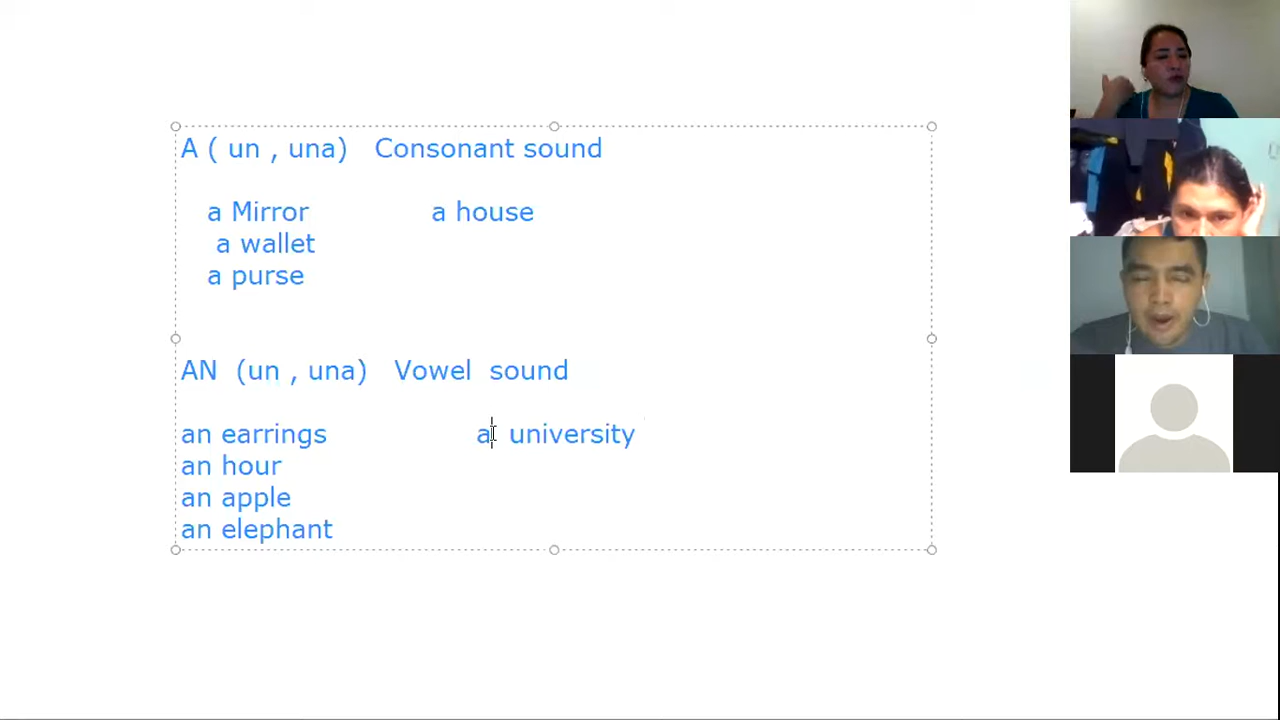 A ( un , una) Consonant sound
a Mirror a house
a wallet
a purse
AN (un , una) Vowel sound
an earrings a university
an hour
an apple
an elephant